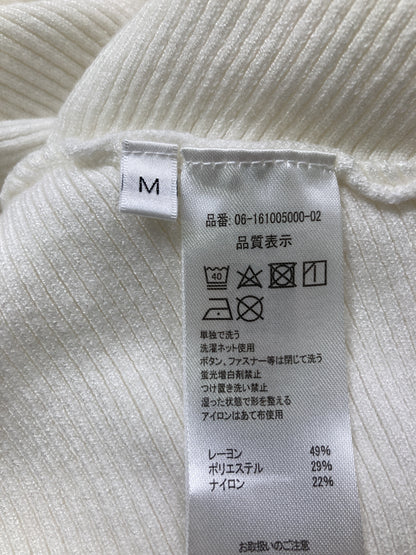 M
品番: 06-161005000-02
品質表示
40
単独で洗う
洗濯ネット使用
ボタン、ファスナー等は閉じて洗う
蛍光増白剤禁止
つけ置き洗い禁止
湿った状態で形を整える
アイロンはあて布使用
レーヨン 49%
ポリエステル 29%
ナイロン 22%
お取扱いのご注意